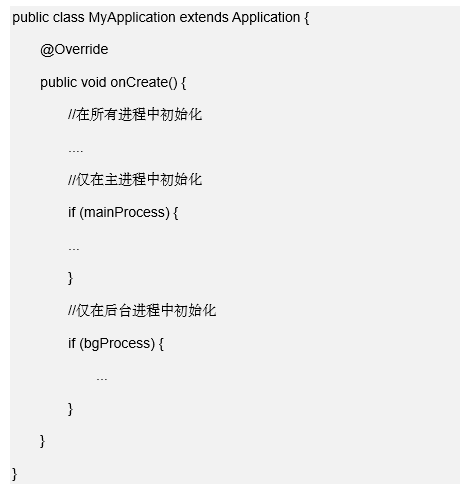 public class MyApplication extends Application {
@Override
public void onCreate() {
//在所有进程中初始化
....
//仅在主进程中初始化
if (mainProcess) {
...
}
//仅在后台进程中初始化
if (bgProcess) {
...
}
}
}